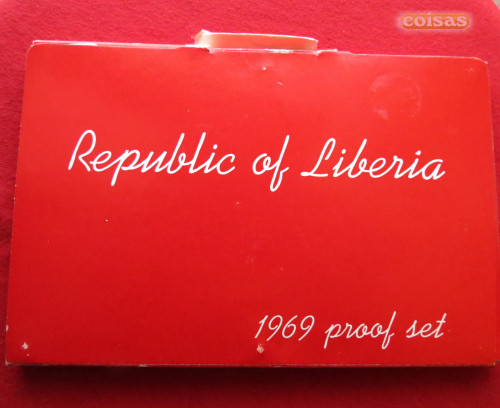 coisas
Republic of Liberia
1969 proof set